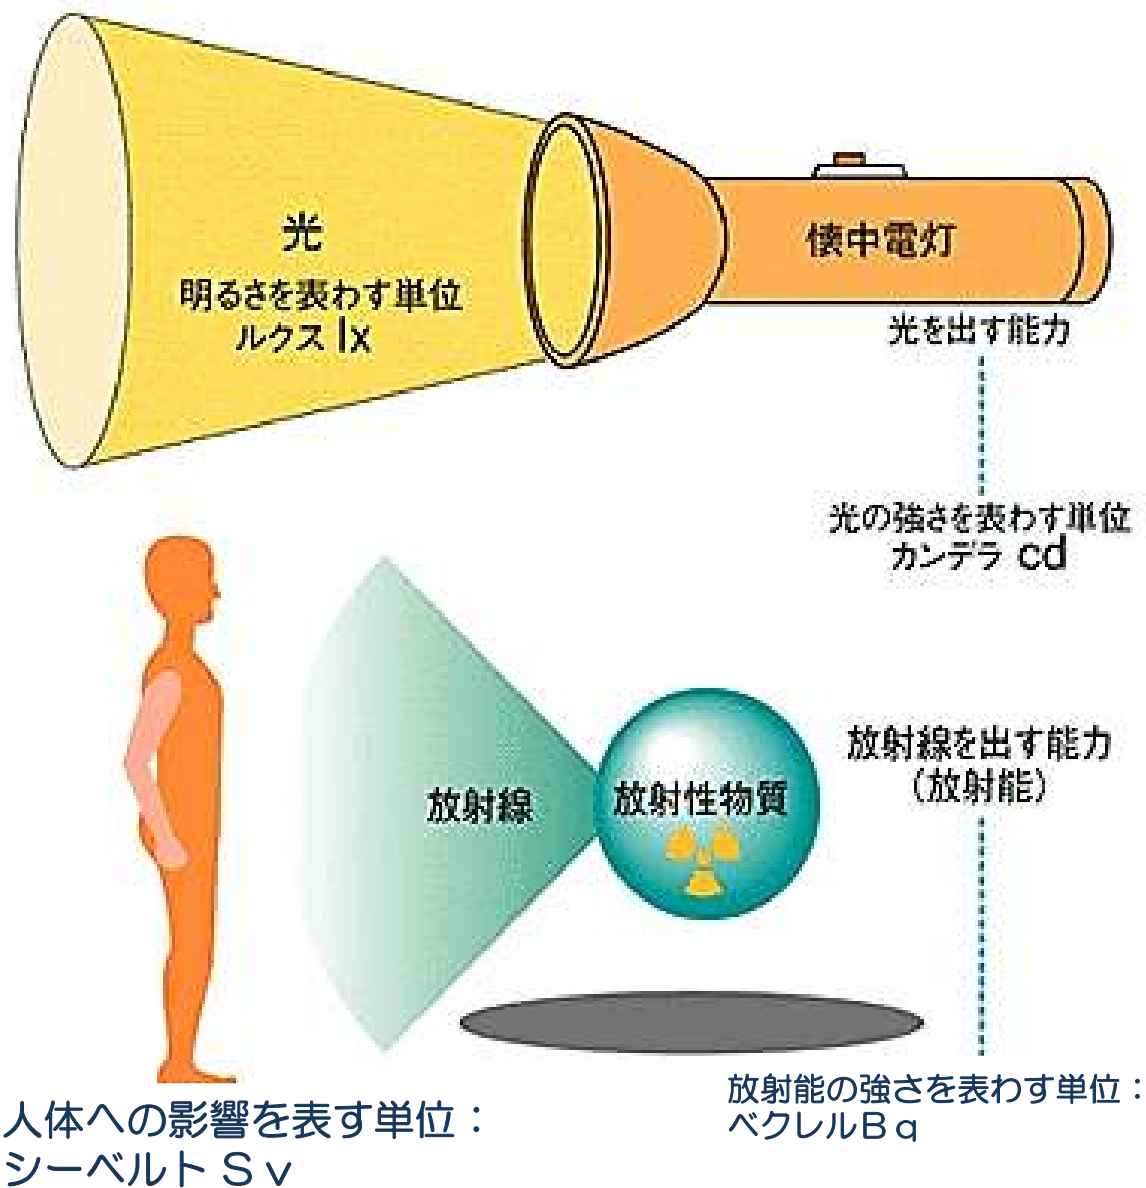 光
明るさを表わす単位
ルクス lx
懐中電灯
光を出す能力
光の強さを表わす単位
カンデラ cd
放射線
放射性物質
放射線を出す能力
（放射能）
人体への影響を表す単位：
シーベルト Ｓｖ
放射能の強さを表わす単位：
ベクレルＢｑ